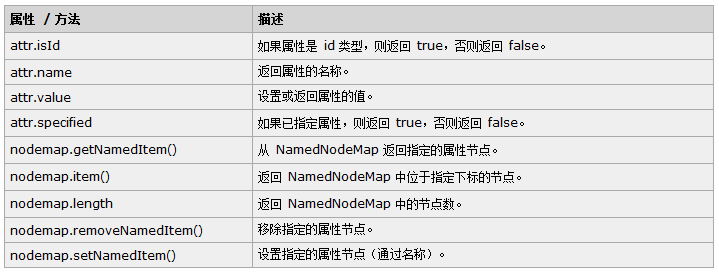 属性 / 方法 描述
attr.isId 如果属性是 id 类型，则返回 true，否则返回 false。
attr.name 返回属性的名称。
attr.value 设置或返回属性的值。
attr.specified 如果已指定属性，则返回 true，否则返回 false。
nodemap.getNamedItem() 从 NamedNodeMap 返回指定的属性节点。
nodemap.item() 返回 NamedNodeMap 中位于指定下标的节点。
nodemap.length 返回 NamedNodeMap 中的节点数。
nodemap.removeNamedItem() 移除指定的属性节点。
nodemap.setNamedItem() 设置指定的属性节点（通过名称）。